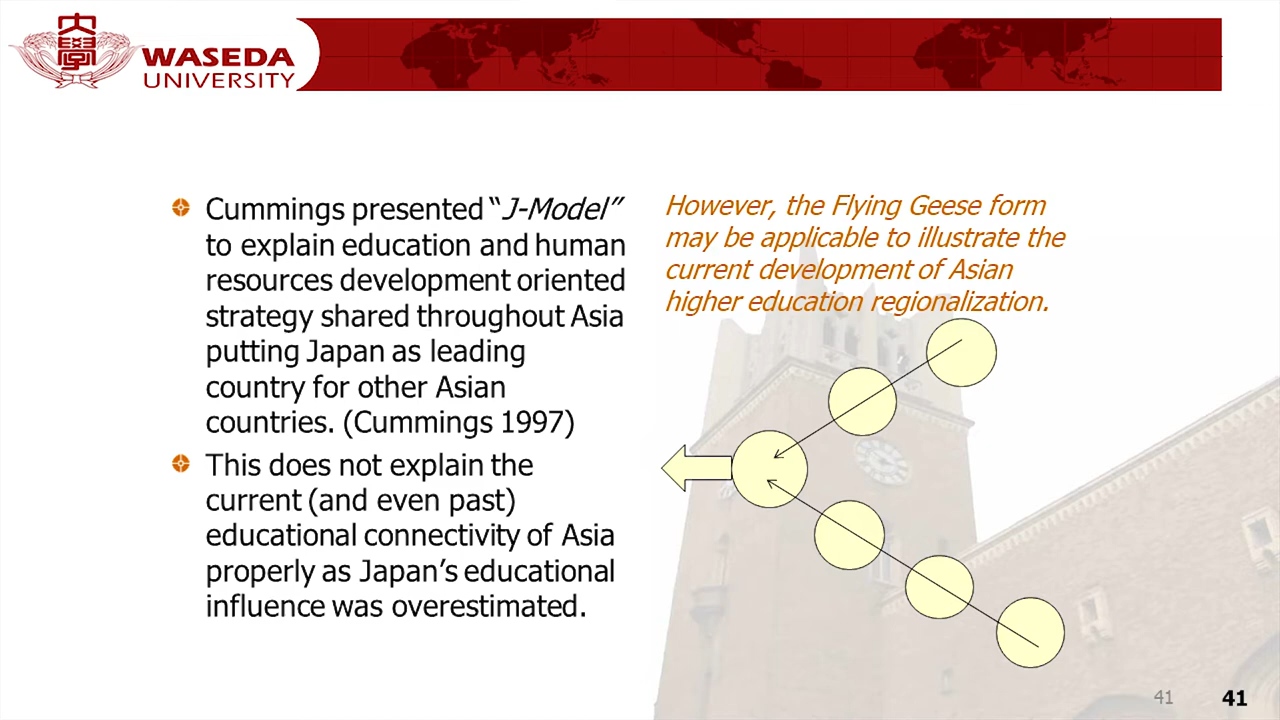 大
學
WASEDA
UNIVERSITY
Cummings presented “J-Model”
to explain education and human
resources development oriented
strategy shared throughout Asia
putting Japan as leading
country for other Asian
countries. (Cummings 1997)
This does not explain the
current (and even past)
educational connectivity of Asia
properly as Japan’s educational
influence was overestimated.
However, the Flying Geese form
may be applicable to illustrate the
current development of Asian
higher education regionalization.
41
41